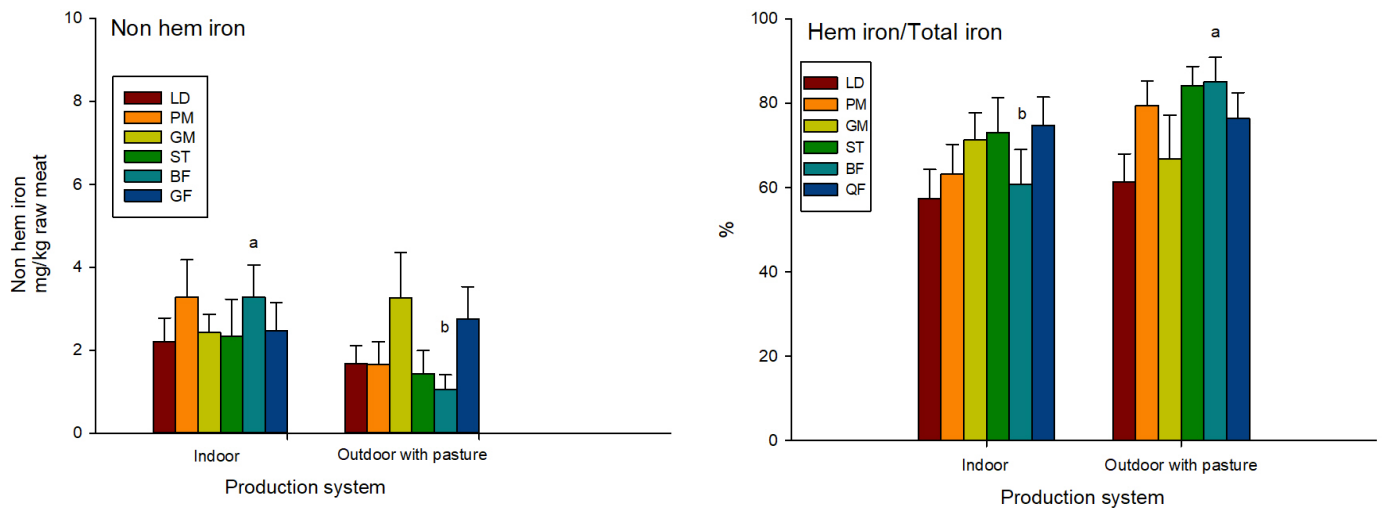 Non hem iron
10
8
6
4
2
0
Non hem iron
mg/kg raw meat
LD
PM
GM
ST
BF
GF
a
b
Indoor
Outdoor with pasture
Production system
Hem iron/Total iron
100
80
60
40
20
0
%
LD
PM
GM
ST
BF
QF
b
a
Indoor
Outdoor with pasture
Production system